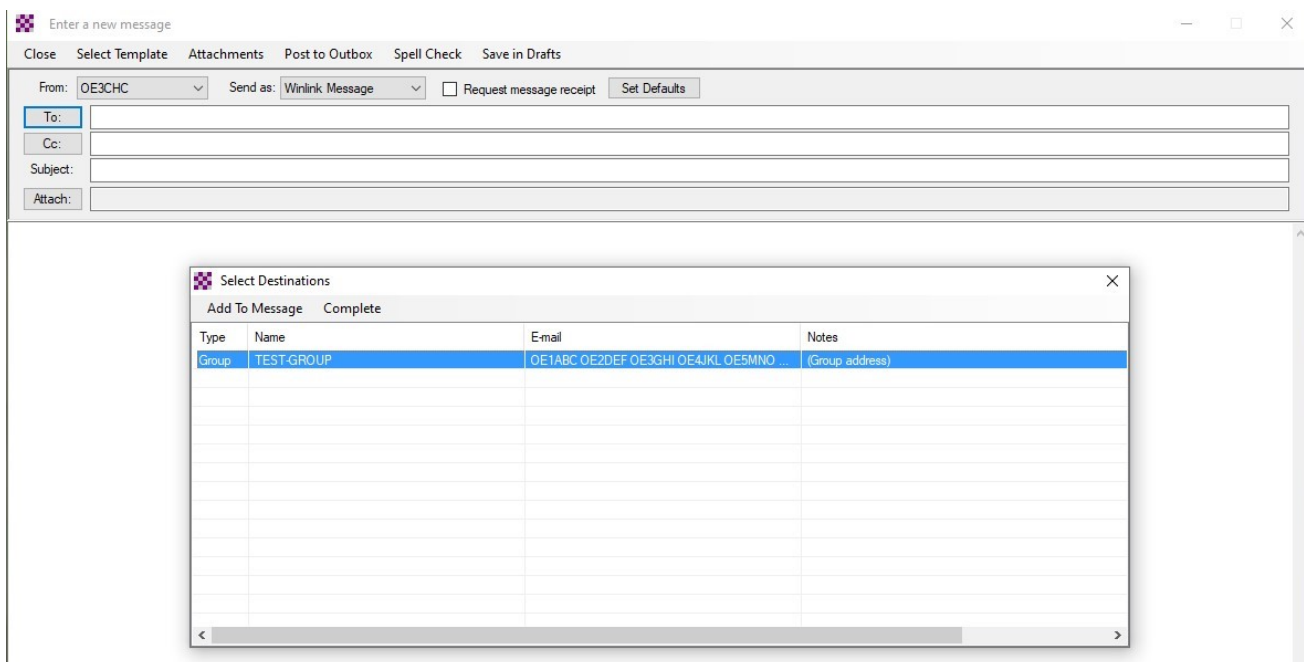 Enter a new message
Close Select Template Attachments Post to Outbox Spell Check Save in Drafts
From: OE3CHC Send as: Winlink Message Request message receipt Set Defaults
To:
Cc:
Subject:
Attach:
Select Destinations
Add To Message Complete
Type Name E-mail Notes
Group TEST-GROUP OE1ABC OE2DEF OE3GHI OE4JKL OE5MNO ... (Group address)